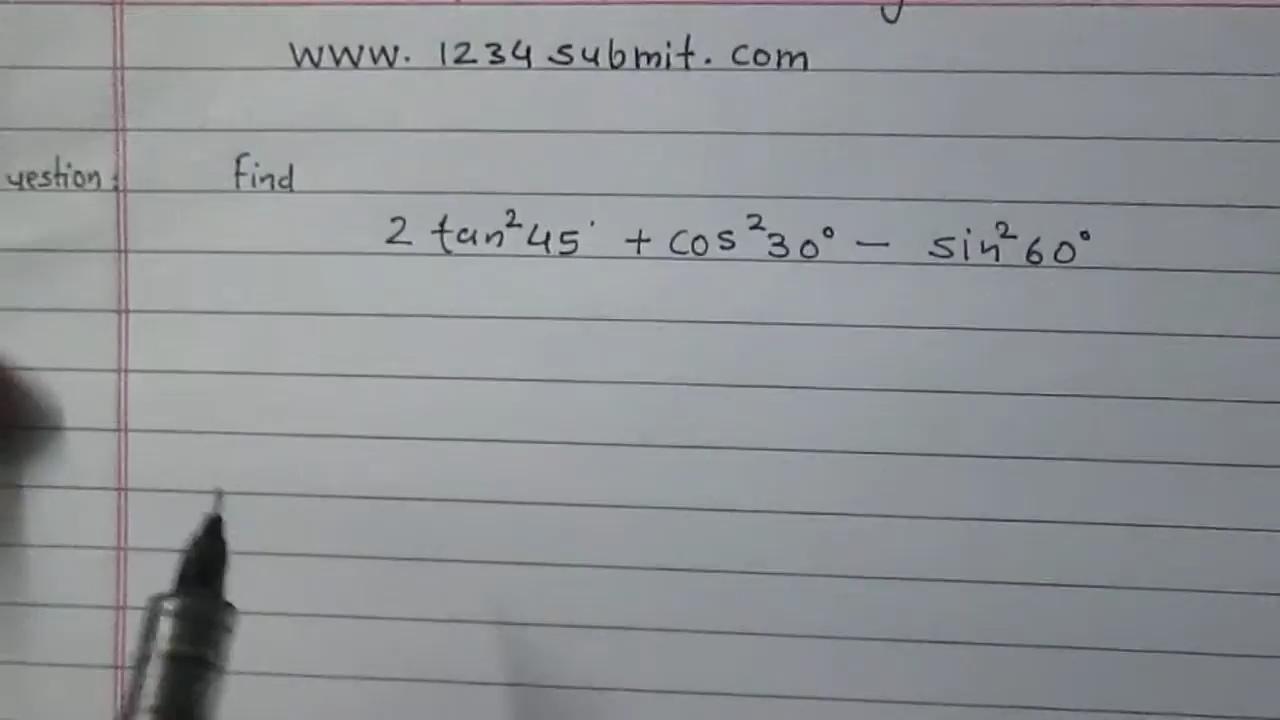 www. 1234 submit. com
uestion: Find
2 tan²45° + cos²30° − sin²60°